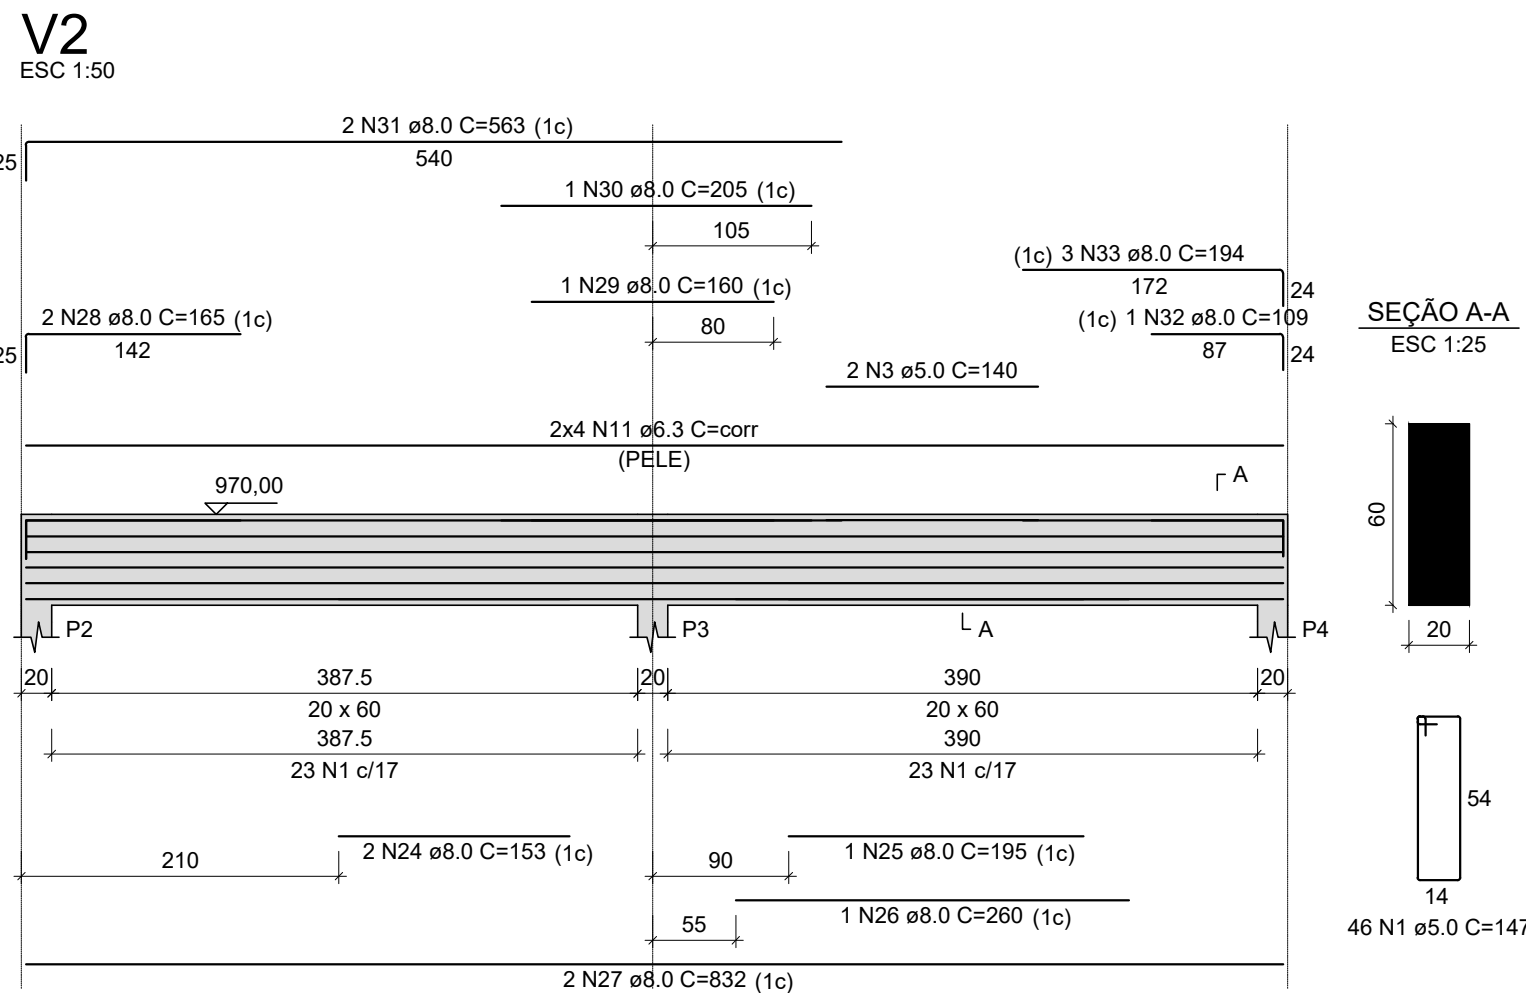 V2
ESC 1:50
2 N31 ø8.0 C=563 (1c)
25
540
1 N30 ø8.0 C=205 (1c)
105
(1c) 3 N33 ø8.0 C=194
172
24
1 N29 ø8.0 C=160 (1c)
80
2 N28 ø8.0 C=165 (1c)
25
142
(1c) 1 N32 ø8.0 C=109
87
24
SEÇÃO A-A
ESC 1:25
2 N3 ø5.0 C=140
2x4 N11 ø6.3 C=corr
(PELE)
A
970,00
60
20
P2
P3
A
P4
20
387.5
20
390
20
20 x 60
20 x 60
387.5
390
23 N1 c/17
23 N1 c/17
54
14
46 N1 ø5.0 C=147
210
2 N24 ø8.0 C=153 (1c)
90
1 N25 ø8.0 C=195 (1c)
55
1 N26 ø8.0 C=260 (1c)
2 N27 ø8.0 C=832 (1c)